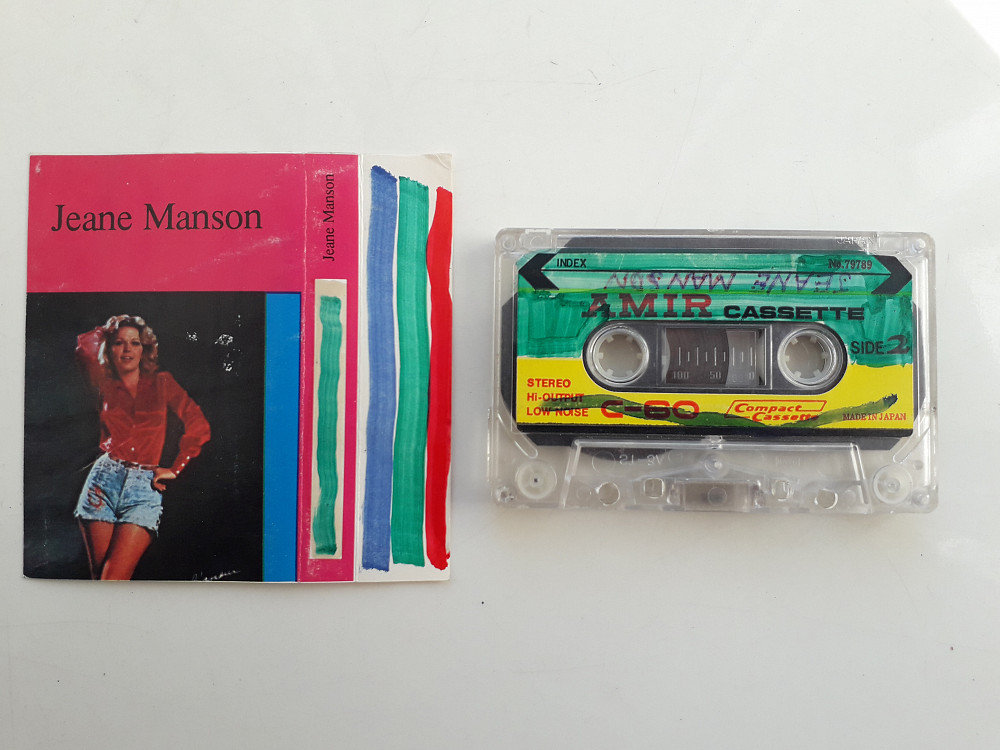 Jeane Manson
Jeane Manson
JAPAN
INDEX
No.79789
JEANE MANSON
AMIR CASSETTE
SIDE 2
100 50 0
STEREO
Hi-OUTPUT
LOW NOISE
C-60
Compact
Cassette
MADE IN JAPAN